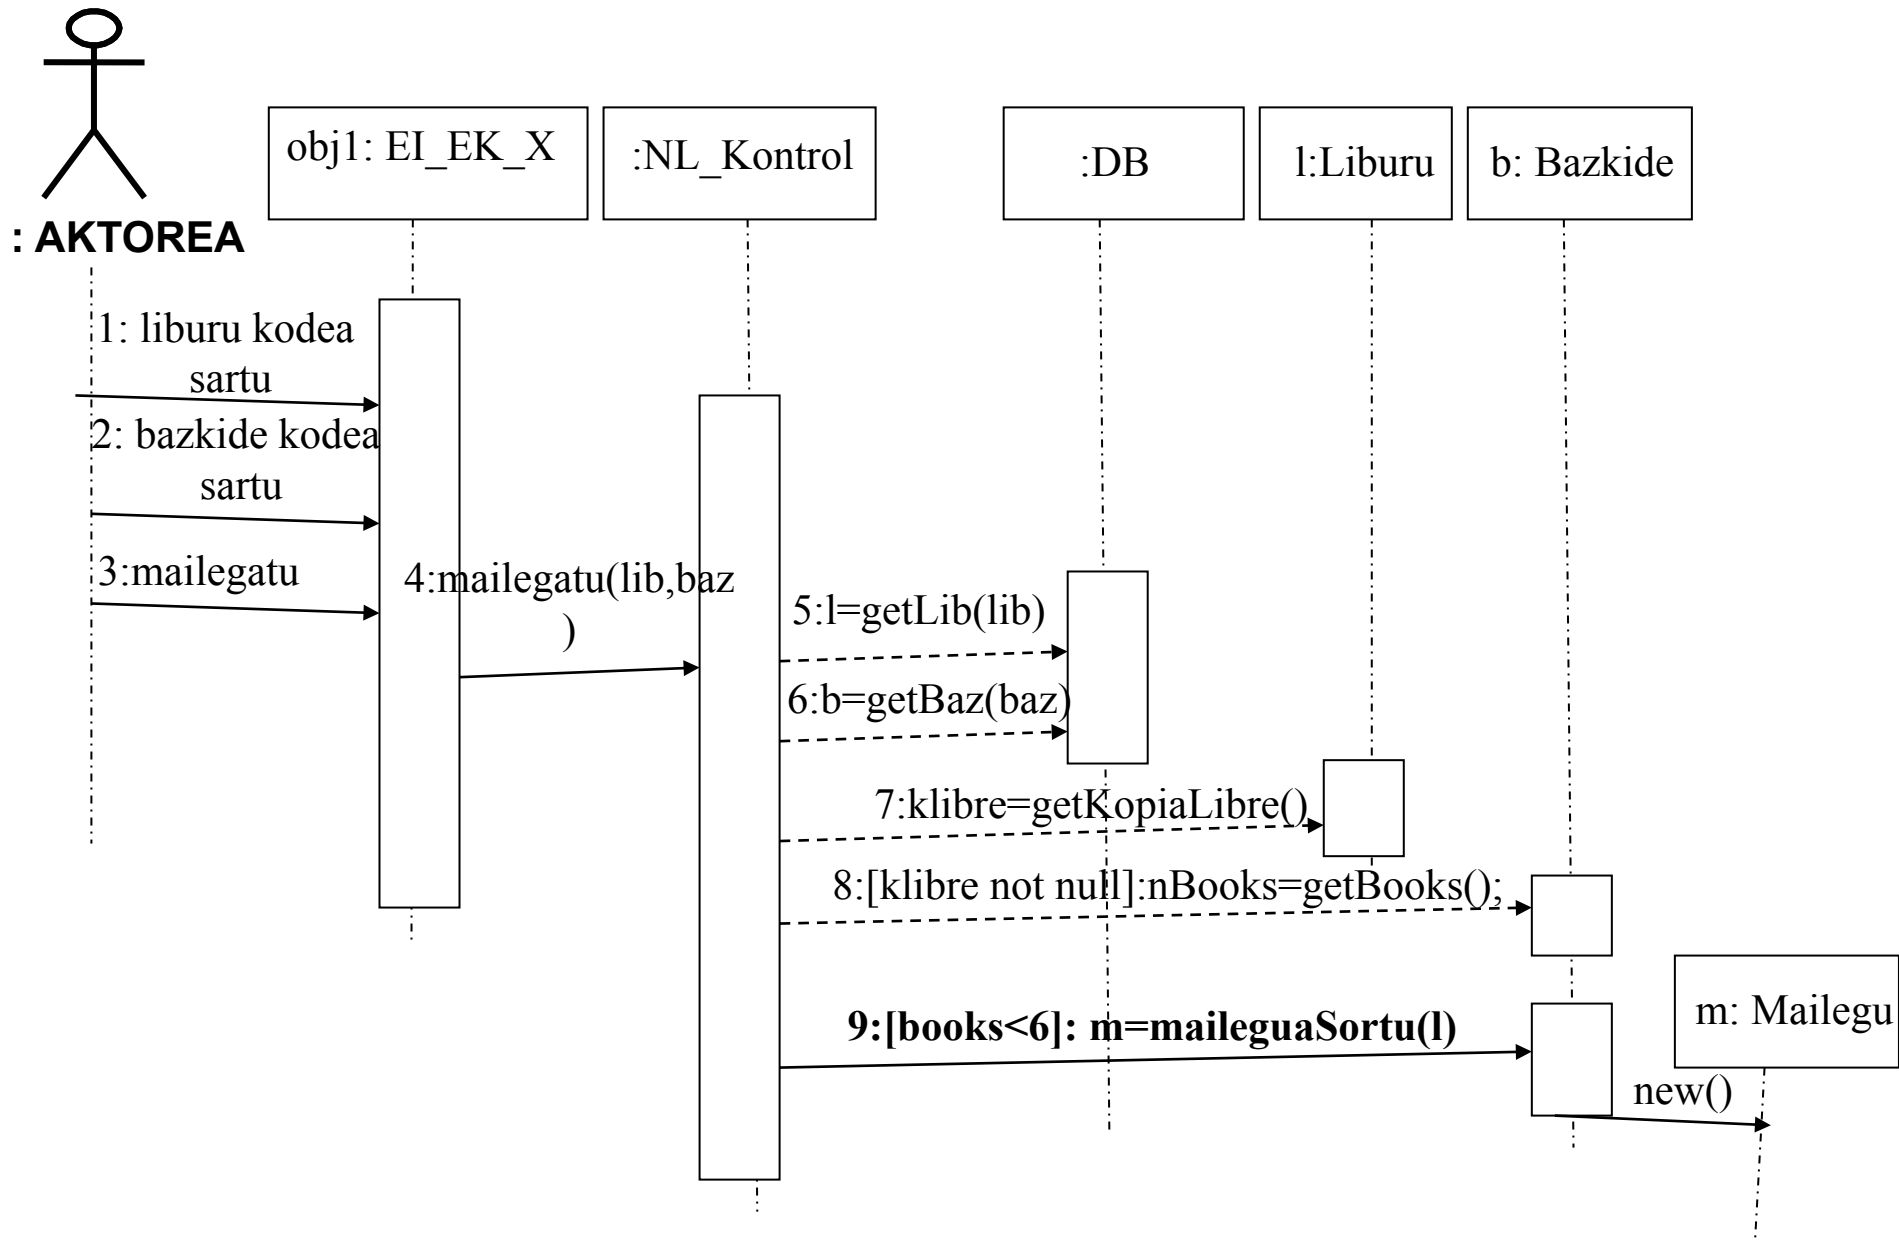 obj1: EI_EK_X
:NL_Kontrol
:DB
l:Liburu
b: Bazkide
: AKTOREA
1: liburu kodea
sartu
2: bazkide kodea
sartu
3:mailegatu
4:mailegatu(lib,baz
)
5:l=getLib(lib)
6:b=getBaz(baz)
7:klibre=getKopiaLibre()
8:[klibre not null]:nBooks=getBooks();
9:[books<6]: m=maileguaSortu(l)
m: Mailegu
new()